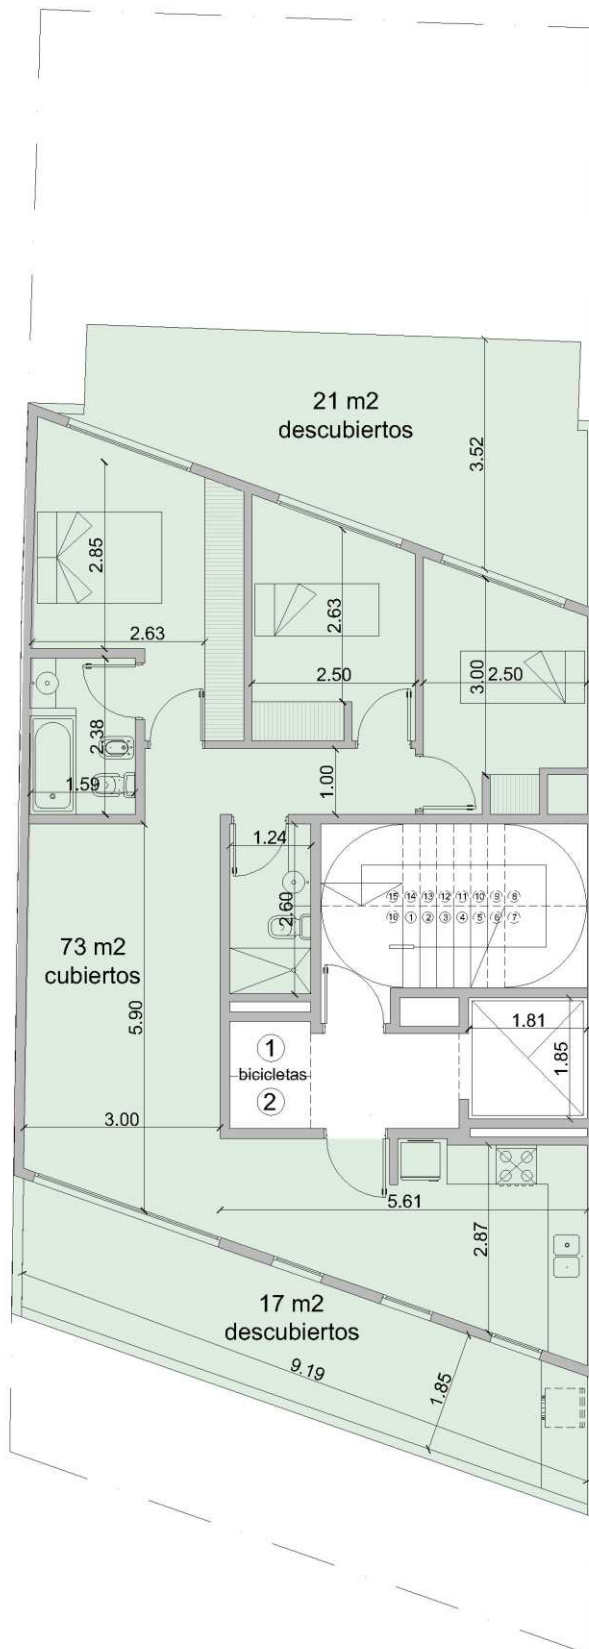 21 m2
descubiertos
3.52
2.85
2.63
2.63
2.50
3.00
2.50
2.38
1.59
1.00
1.24
2.60
15 14 13 12 11 10 9 8
16 1 2 3 4 5 6 7
73 m2
cubiertos
5.90
3.00
1
bicicletas
2
1.81
1.85
5.61
2.87
17 m2
descubiertos
9.19
1.85